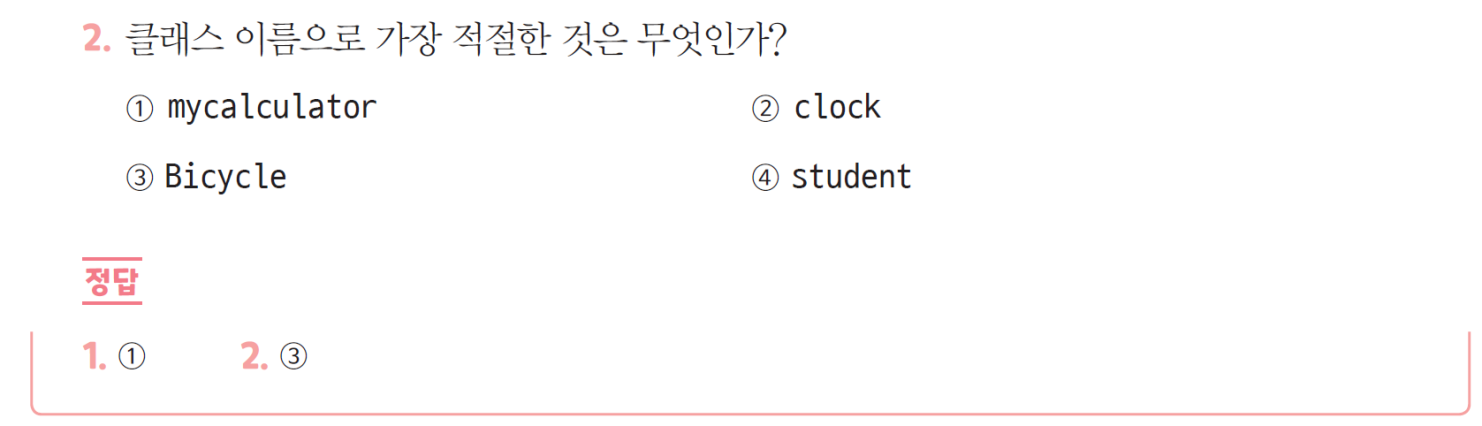 2. 클래스 이름으로 가장 적절한 것은 무엇인가?
① mycalculator ② clock
③ Bicycle ④ student
정답
1. ① 2. ③